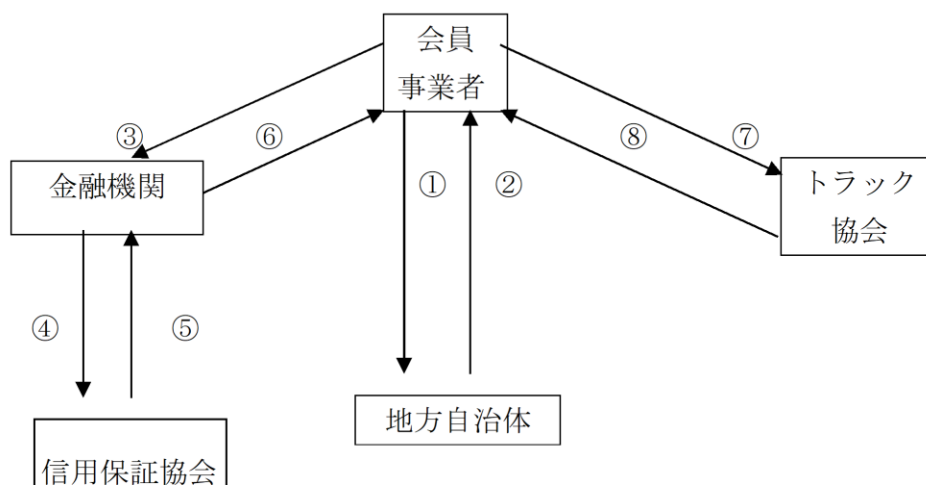 会員
事業者
③
⑥
⑧
⑦
金融機関
①
②
トラック
協会
④
⑤
地方自治体
信用保証協会